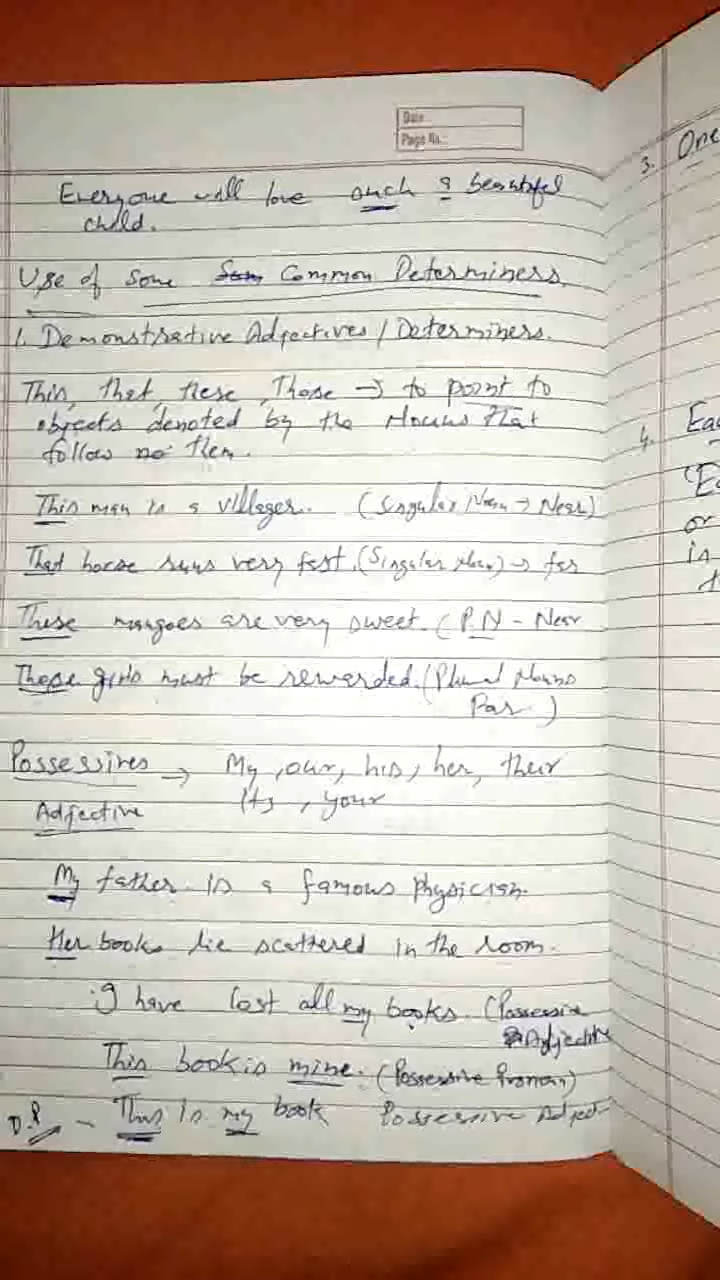 Date
Page No.
Everyone will love such a beautiful
child.
Use of Some Som Common Determiners.
1. Demonstrative Adjectives / Determiners.
This, that, these, Those → to point to
objects denoted by the Nouns that
follow no them.
This man is a villager. (Singular Noun → Near)
That horse runs very fast. (Singular Noun) → far
These mangoes are very sweet. (P.N - Near
Those girls must be rewarded. (Plural Nouns
Far )
Possessives → My, our, his, her, their
Its, your
Adjective
My father is a famous physician.
Her books lie scattered in the room.
I have lost all my books. (Possessive
Adjective
This book is mine. (Possessive Pronoun)
D.P - This is my book Possessive Adject
3. One
4. Ea
(Ea
or
is